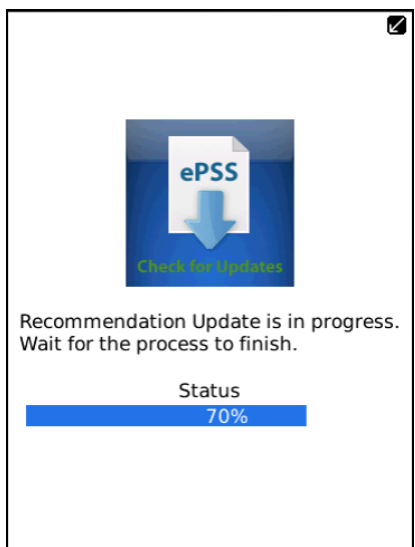 ePSS
Check for Updates
Recommendation Update is in progress.
Wait for the process to finish.
Status
70%